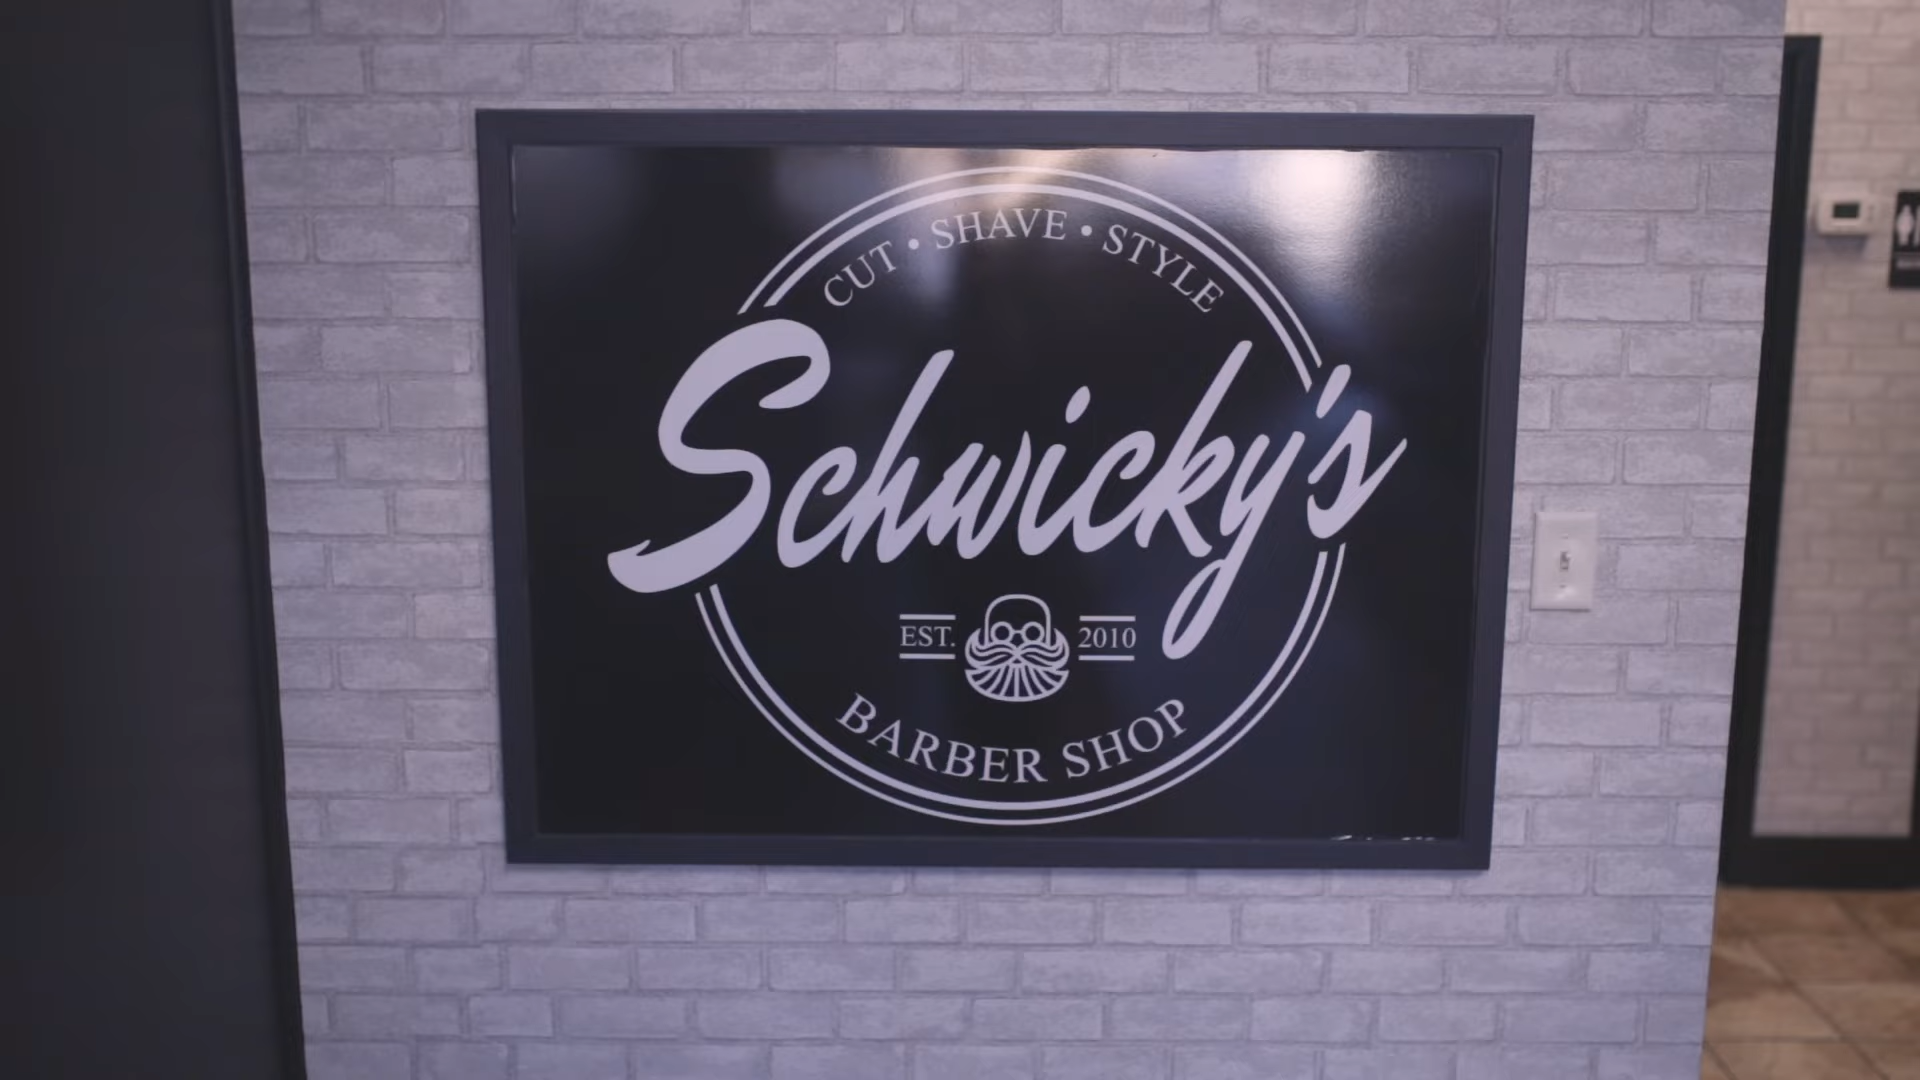 CUT • SHAVE • STYLE
Schwicky's
EST. 2010
BARBER SHOP